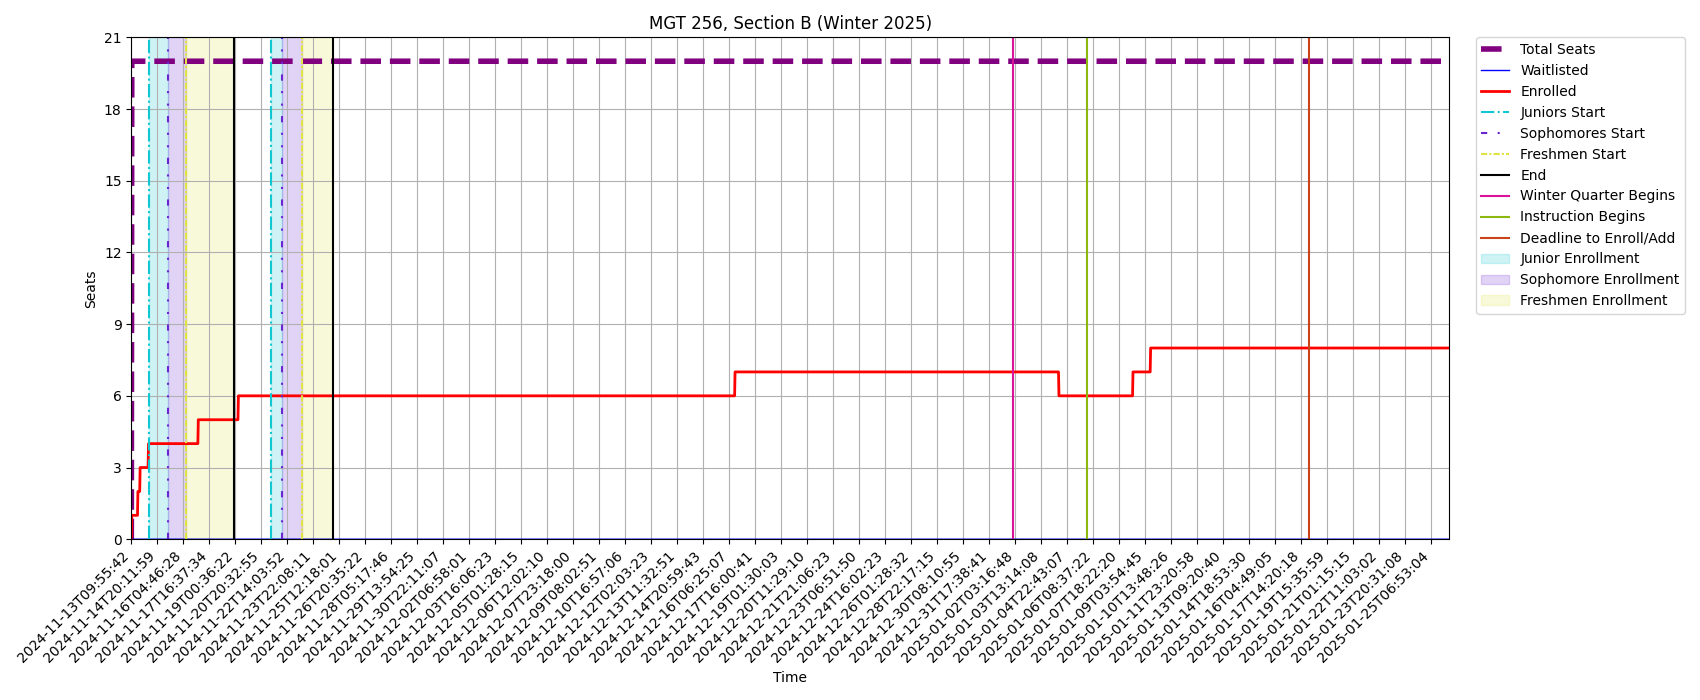 MGT 256, Section B (Winter 2025)
21
18
15
12
9
6
3
0
Seats
2024-11-13T09:55:42
2024-11-14T20:11:59
2024-11-16T04:46:28
2024-11-17T16:37:34
2024-11-19T00:36:22
2024-11-20T20:32:55
2024-11-22T14:03:52
2024-11-23T22:08:11
2024-11-25T12:18:01
2024-11-26T20:35:22
2024-11-28T05:17:46
2024-11-29T13:54:25
2024-11-30T22:11:07
2024-12-02T06:58:01
2024-12-03T16:06:23
2024-12-05T01:28:15
2024-12-06T12:02:10
2024-12-07T23:18:00
2024-12-09T08:02:51
2024-12-10T16:57:06
2024-12-12T02:03:23
2024-12-13T11:32:51
2024-12-14T20:59:43
2024-12-16T06:25:07
2024-12-17T16:00:41
2024-12-19T01:30:03
2024-12-20T11:29:10
2024-12-21T21:06:23
2024-12-23T06:51:50
2024-12-24T16:02:23
2024-12-26T01:28:32
2024-12-28T22:17:15
2024-12-30T08:10:55
2024-12-31T17:38:41
2025-01-02T03:16:48
2025-01-03T13:14:08
2025-01-04T22:43:07
2025-01-06T08:37:22
2025-01-07T18:22:20
2025-01-09T03:54:45
2025-01-10T13:48:26
2025-01-11T23:20:58
2025-01-13T09:20:40
2025-01-14T18:53:30
2025-01-16T04:49:05
2025-01-17T14:20:18
2025-01-19T15:35:59
2025-01-21T01:15:15
2025-01-22T11:03:02
2025-01-23T20:31:08
2025-01-25T06:53:04
Time
Total Seats
Waitlisted
Enrolled
Juniors Start
Sophomores Start
Freshmen Start
End
Winter Quarter Begins
Instruction Begins
Deadline to Enroll/Add
Junior Enrollment
Sophomore Enrollment
Freshmen Enrollment